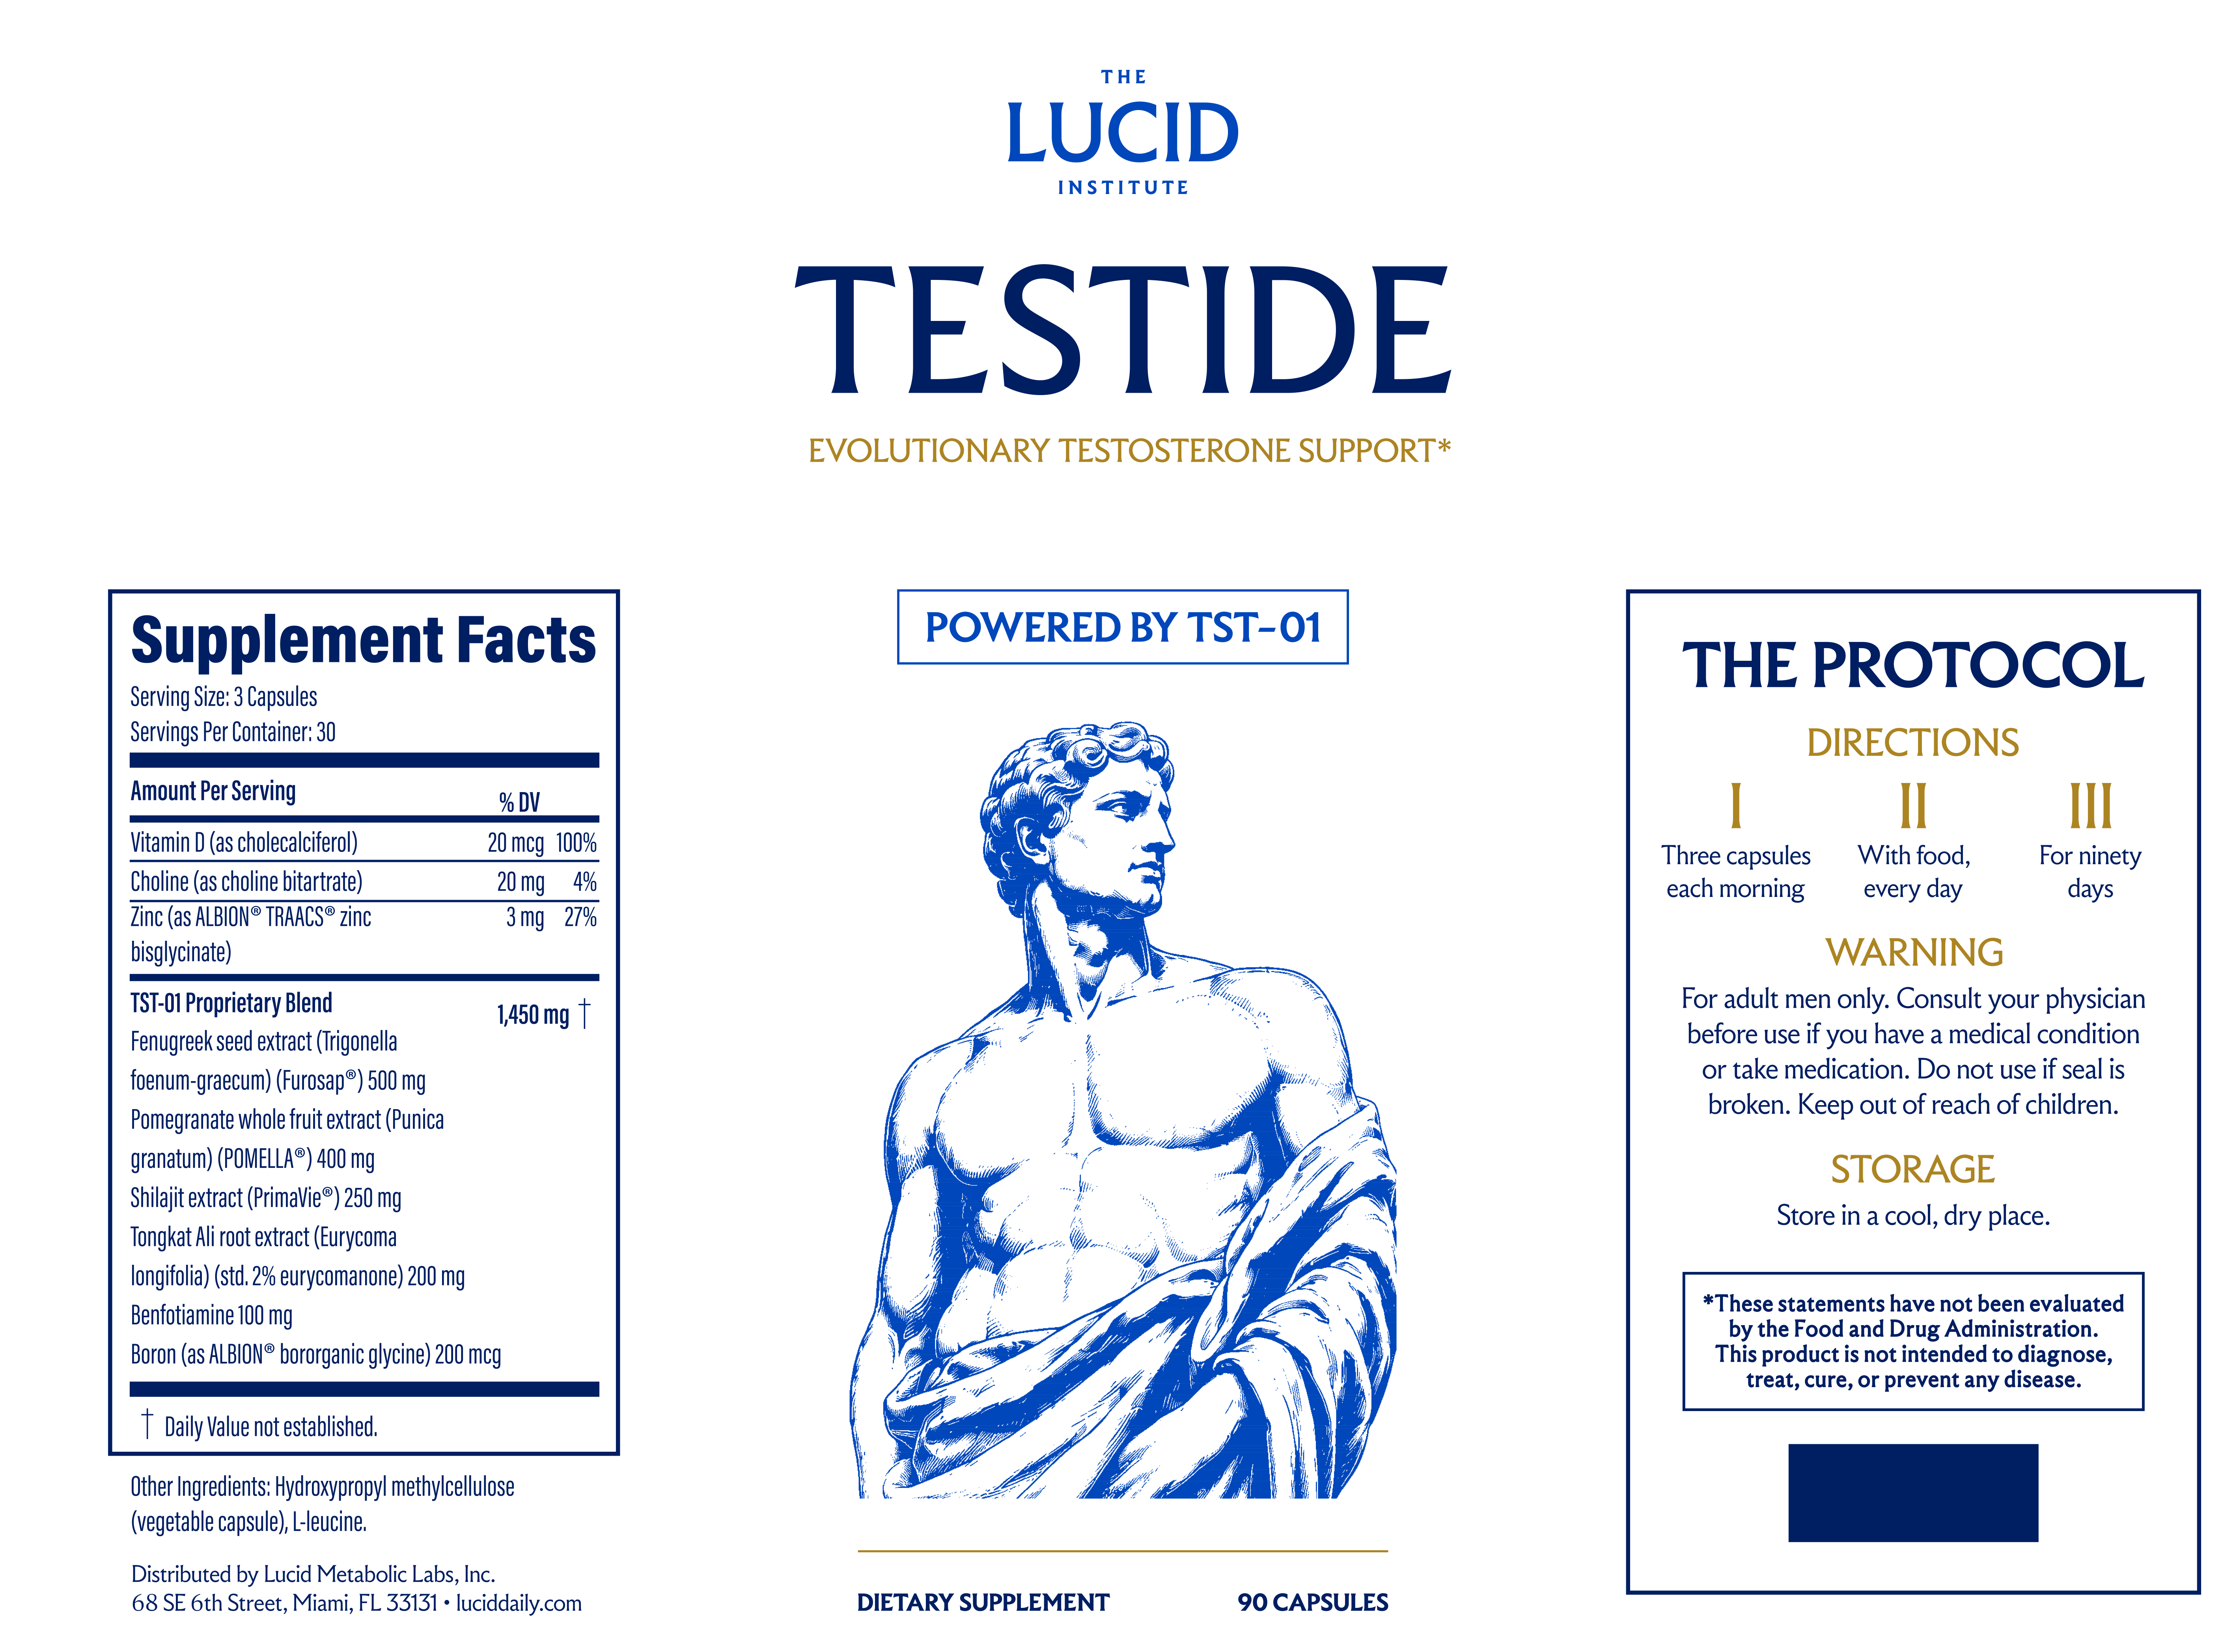 THE
LUCID
INSTITUTE
TESTIDE
EVOLUTIONARY TESTOSTERONE SUPPORT*
Supplement Facts
Serving Size: 3 Capsules
Servings Per Container: 30
Amount Per Serving
% DV
Vitamin D (as cholecalciferol) 20 mcg 100%
Choline (as choline bitartrate) 20 mg 4%
Zinc (as ALBION® TRAACS® zinc 3 mg 27%
bisglycinate)
TST-01 Proprietary Blend 1,450 mg †
Fenugreek seed extract (Trigonella
foenum-graecum) (Furosap®) 500 mg
Pomegranate whole fruit extract (Punica
granatum) (POMELLA®) 400 mg
Shilajit extract (PrimaVie®) 250 mg
Tongkat Ali root extract (Eurycoma
longifolia) (std. 2% eurycomanone) 200 mg
Benfotiamine 100 mg
Boron (as ALBION® bororganic glycine) 200 mcg
† Daily Value not established.
Other Ingredients: Hydroxypropyl methylcellulose
(vegetable capsule), L-leucine.
Distributed by Lucid Metabolic Labs, Inc.
68 SE 6th Street, Miami, FL 33131 • luciddaily.com
POWERED BY TST-01
DIETARY SUPPLEMENT 90 CAPSULES
THE PROTOCOL
DIRECTIONS
I
Three capsules
each morning
II
With food,
every day
III
For ninety
days
WARNING
For adult men only. Consult your physician
before use if you have a medical condition
or take medication. Do not use if seal is
broken. Keep out of reach of children.
STORAGE
Store in a cool, dry place.
*These statements have not been evaluated
by the Food and Drug Administration.
This product is not intended to diagnose,
treat, cure, or prevent any disease.